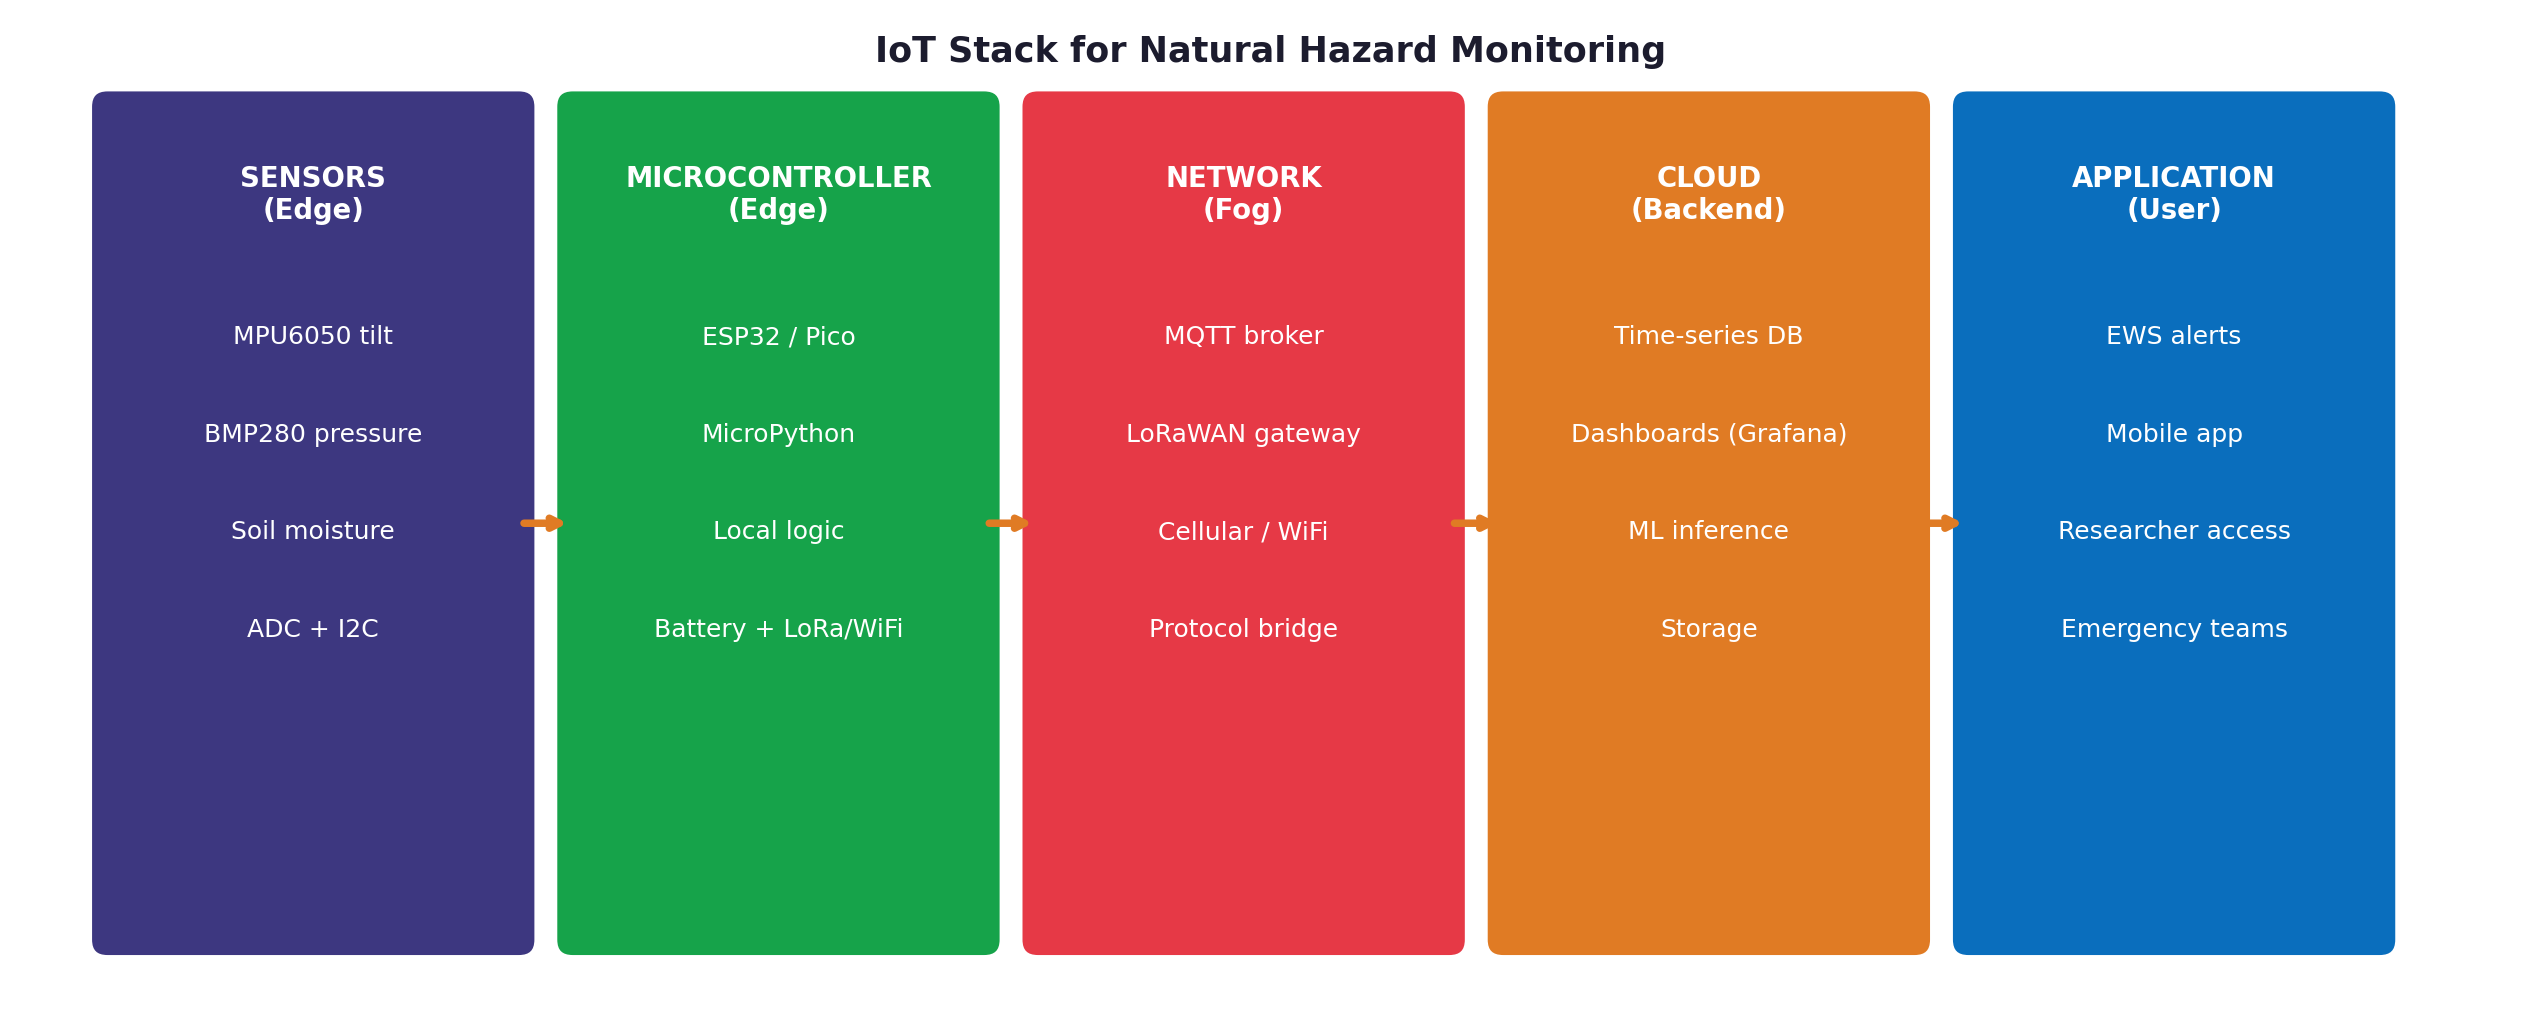 IoT Stack for Natural Hazard Monitoring
SENSORS
(Edge)
MPU6050 tilt
BMP280 pressure
Soil moisture
ADC + I2C
MICROCONTROLLER
(Edge)
ESP32 / Pico
MicroPython
Local logic
Battery + LoRa/WiFi
NETWORK
(Fog)
MQTT broker
LoRaWAN gateway
Cellular / WiFi
Protocol bridge
CLOUD
(Backend)
Time-series DB
Dashboards (Grafana)
ML inference
Storage
APPLICATION
(User)
EWS alerts
Mobile app
Researcher access
Emergency teams